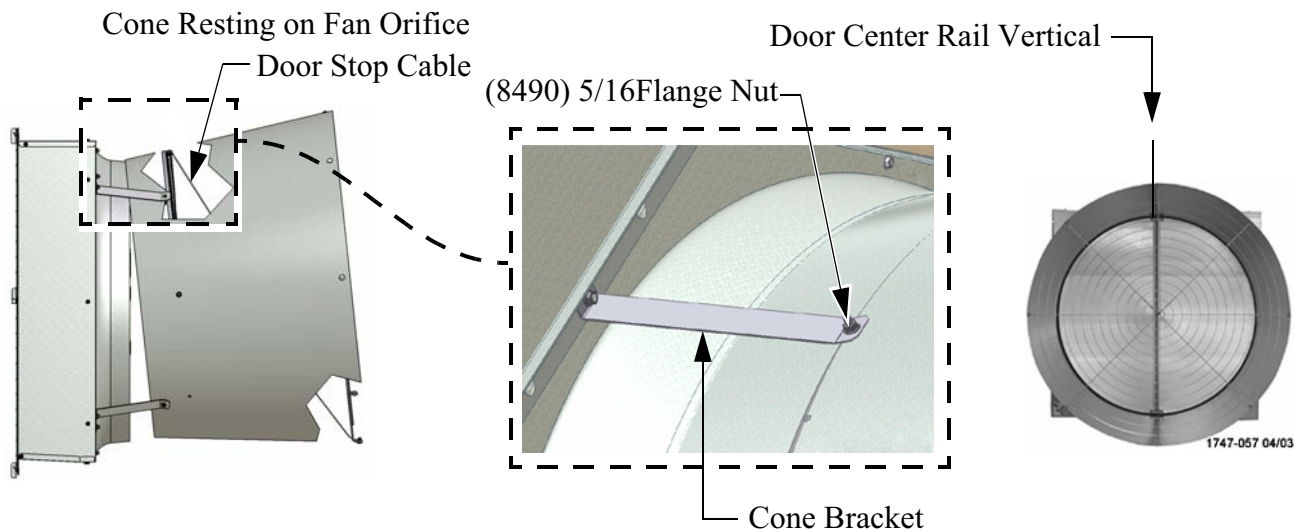 Cone Resting on Fan Orifice
Door Stop Cable
(8490) 5/16Flange Nut
Door Center Rail Vertical
1747-057 04/03
Cone Bracket